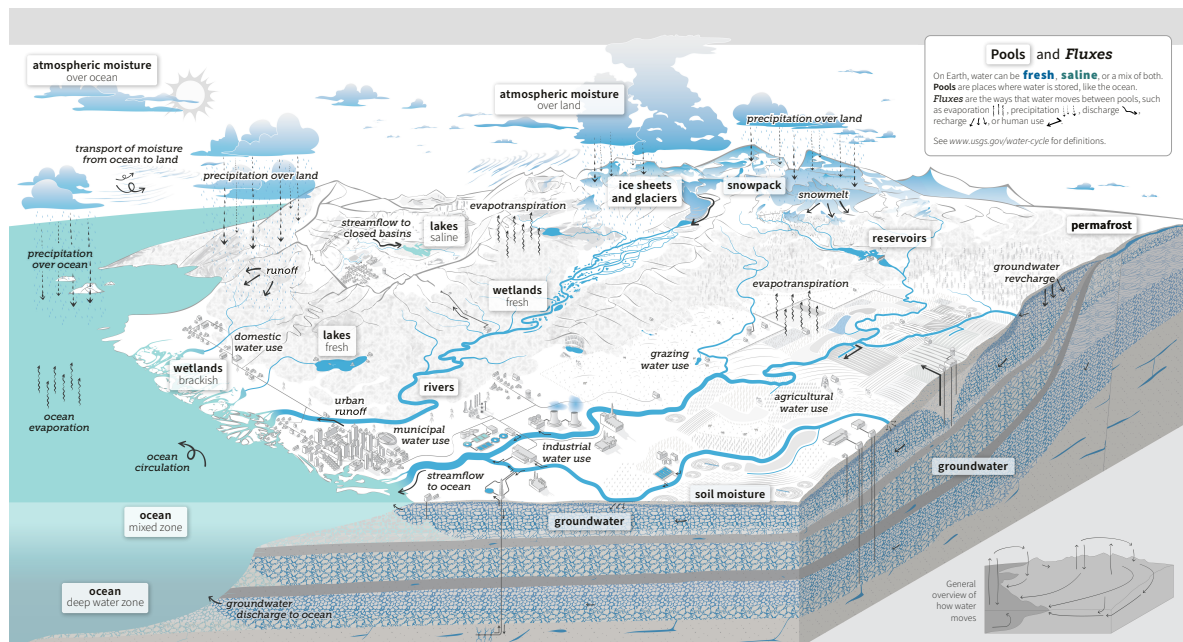 Pools and Fluxes
On Earth, water can be fresh, saline, or a mix of both.
Pools are places where water is stored, like the ocean.
Fluxes are the ways that water moves between pools, such
as evaporation, precipitation, discharge,
recharge, or human use
See www.usgs.gov/water-cycle for definitions.
atmospheric moisture
over ocean
atmospheric moisture
over land
precipitation over land
transport of moisture
from ocean to land
precipitation over land
ice sheets
and glaciers
snowpack
snowmelt
evapotranspiration
streamflow to
closed basins
lakes
saline
permafrost
reservoirs
precipitation
over ocean
runoff
groundwater
revcharge
evapotranspiration
wetlands
fresh
domestic
water use
lakes
fresh
grazing
water use
wetlands
brackish
rivers
agricultural
water use
ocean
evaporation
urban
runoff
municipal
water use
industrial
water use
ocean
circulation
streamflow
to ocean
groundwater
soil moisture
ocean
mixed zone
groundwater
ocean
deep water zone
groundwater
discharge to ocean
General
overview of
how water
moves